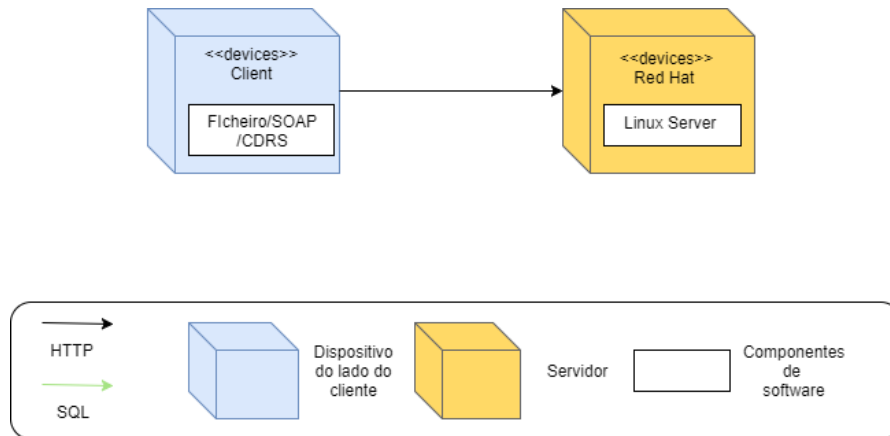 <<devices>>
Client
FIcheiro/SOAP
/CDRS
<<devices>>
Red Hat
Linux Server
HTTP
SQL
Dispositivo
do lado do
cliente
Servidor
Componentes
de
software